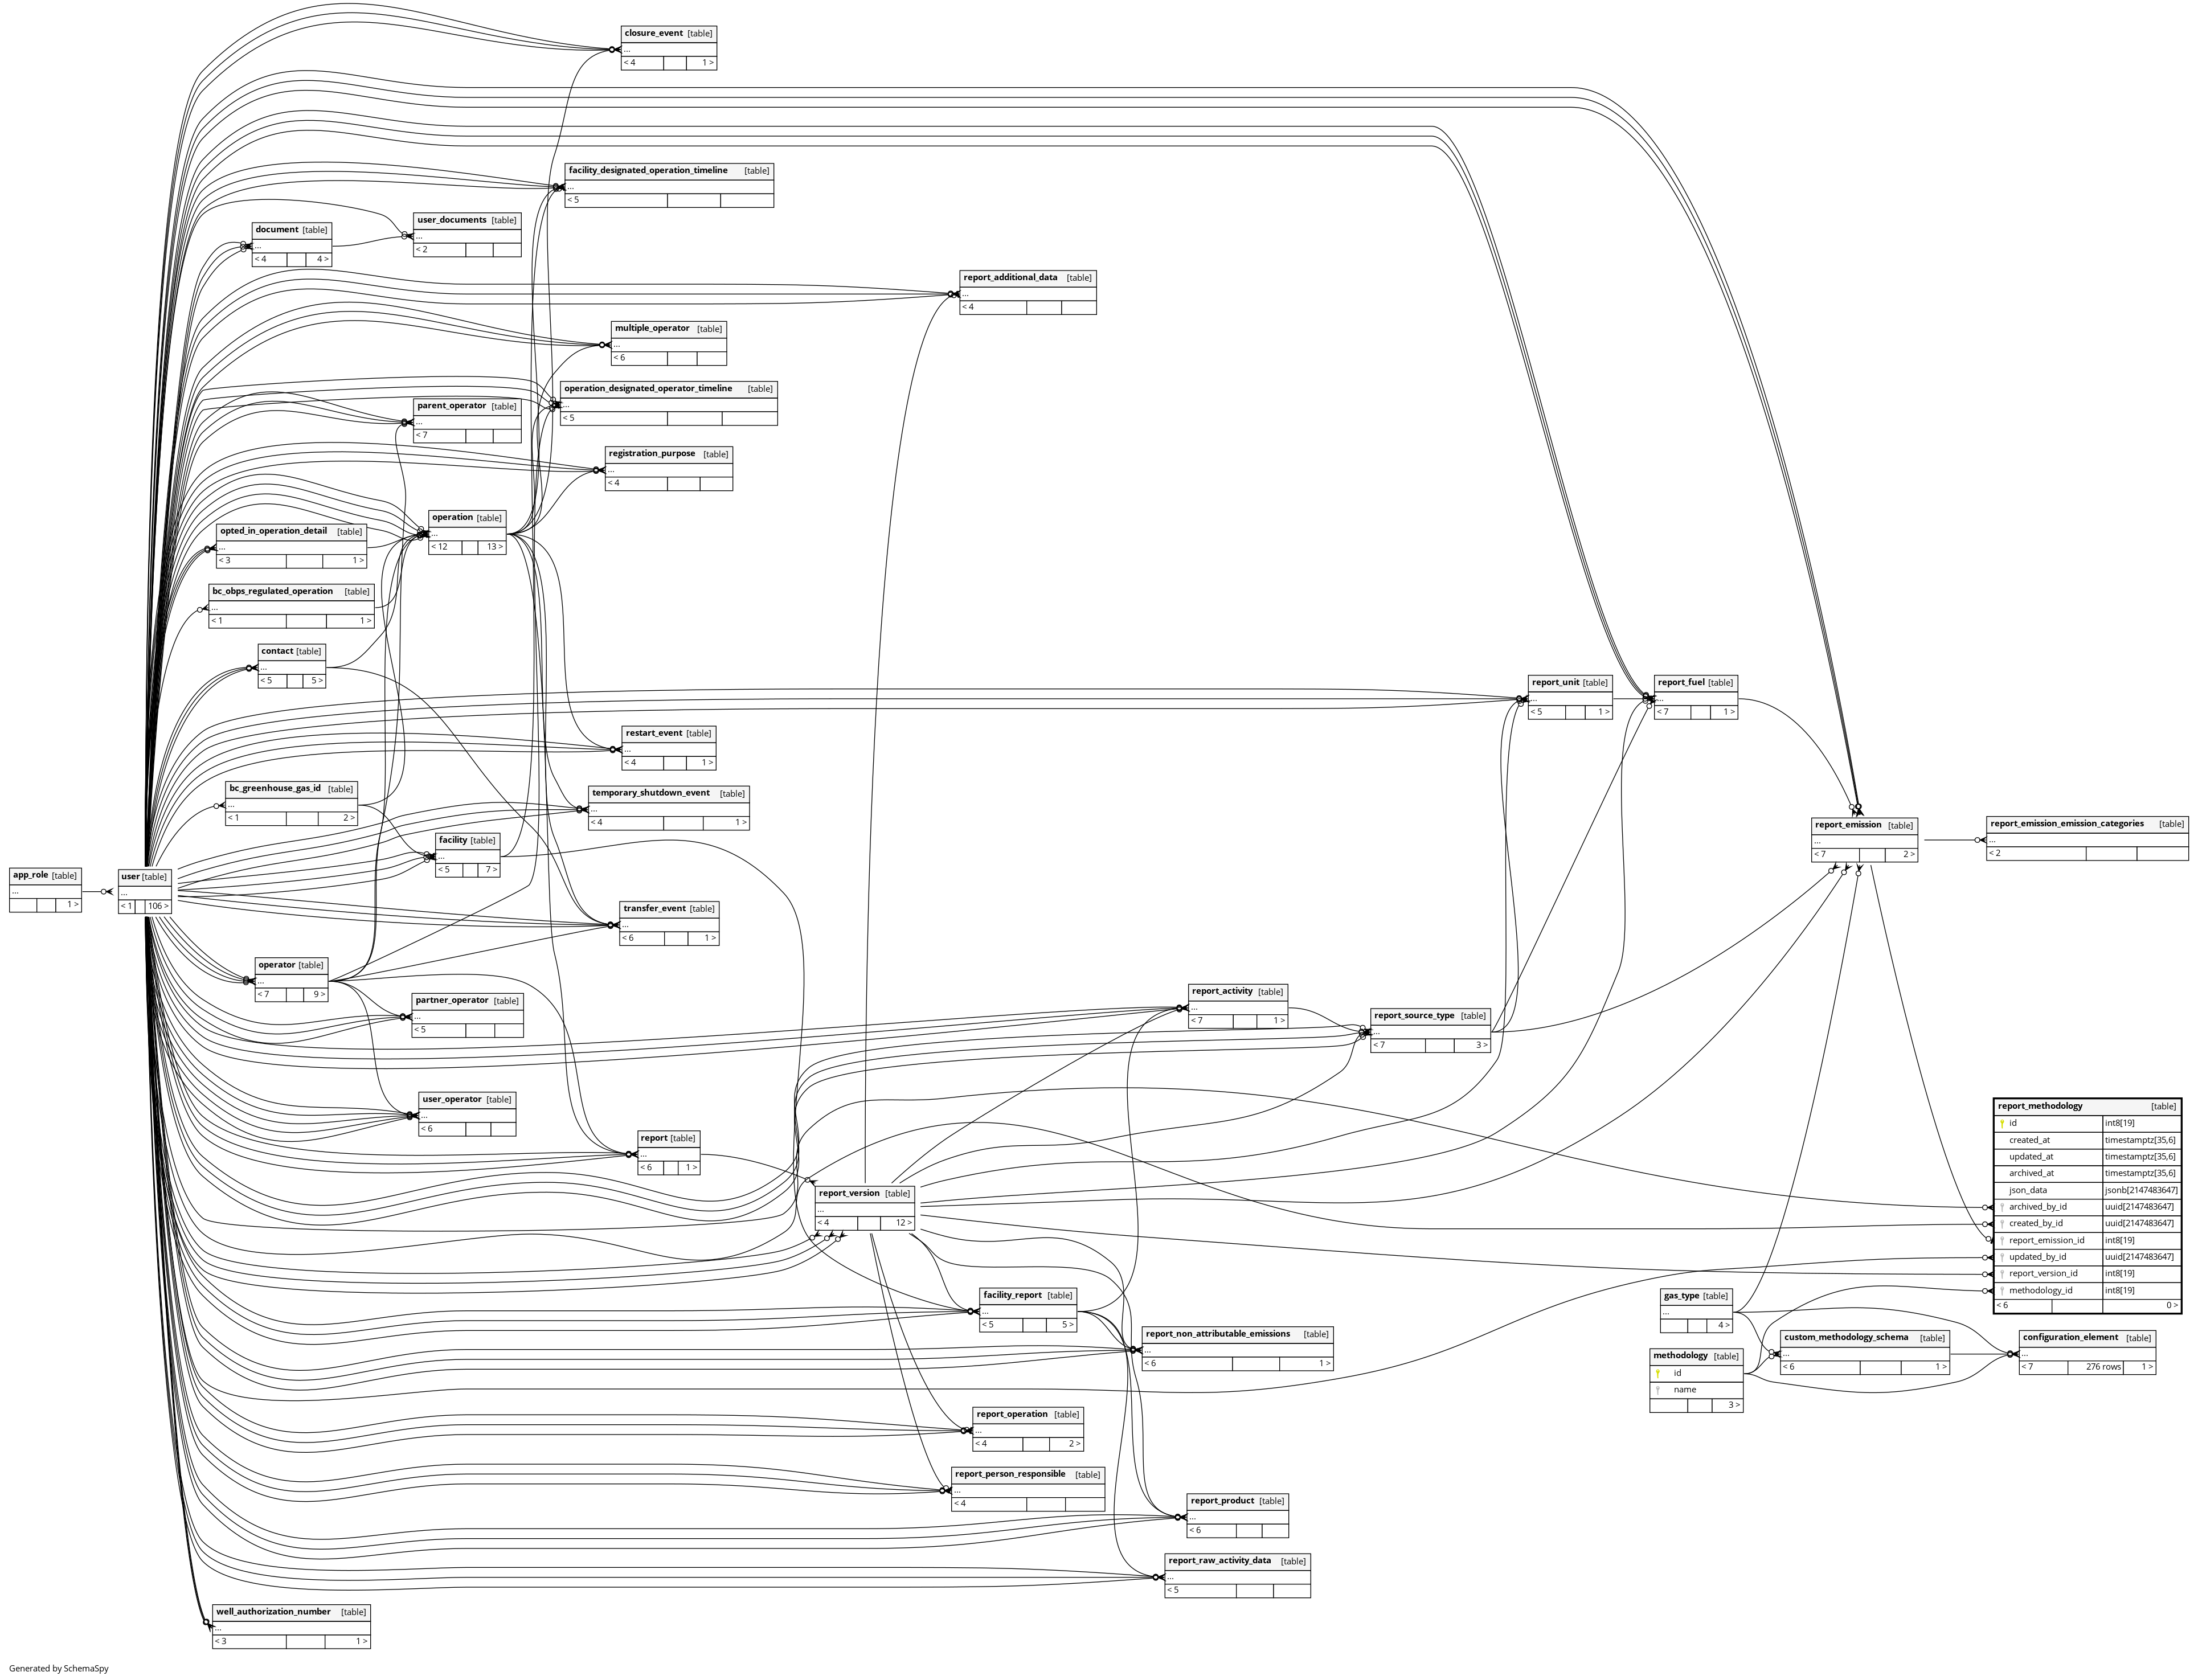 closure_event [table]
...
< 4 1 >
facility_designated_operation_timeline [table]
...
< 5
user_documents [table]
...
< 2
document [table]
...
< 4 4 >
report_additional_data [table]
...
< 4
multiple_operator [table]
...
< 6
operation_designated_operator_timeline [table]
...
< 5
parent_operator [table]
...
< 7
registration_purpose [table]
...
< 4
operation [table]
...
< 12 13 >
opted_in_operation_detail [table]
...
< 3 1 >
bc_obps_regulated_operation [table]
...
< 1 1 >
contact [table]
...
< 5 5 >
report_unit [table]
...
< 5 1 >
report_fuel [table]
...
< 7 1 >
restart_event [table]
...
< 4 1 >
bc_greenhouse_gas_id [table]
...
< 1 2 >
temporary_shutdown_event [table]
...
< 4 1 >
facility [table]
...
< 5 7 >
report_emission [table]
...
< 7 2 >
report_emission_emission_categories [table]
...
< 2
app_role [table]
...
1 >
user [table]
...
< 1 106 >
transfer_event [table]
...
< 6 1 >
operator [table]
...
< 7 9 >
partner_operator [table]
...
< 5
report_activity [table]
...
< 7 1 >
report_source_type [table]
...
< 7 3 >
user_operator [table]
...
< 6
report [table]
...
< 6 1 >
report_version [table]
...
< 4 12 >
report_methodology [table]
id int8[19]
created_at timestamptz[35,6]
updated_at timestamptz[35,6]
archived_at timestamptz[35,6]
json_data jsonb[2147483647]
archived_by_id uuid[2147483647]
created_by_id uuid[2147483647]
report_emission_id int8[19]
updated_by_id uuid[2147483647]
report_version_id int8[19]
methodology_id int8[19]
< 6 0 >
facility_report [table]
...
< 5 5 >
gas_type [table]
...
4 >
report_non_attributable_emissions [table]
...
< 6 1 >
custom_methodology_schema [table]
...
< 6 1 >
configuration_element [table]
...
< 7 276 rows 1 >
methodology [table]
id
name
3 >
report_operation [table]
...
< 4 2 >
report_person_responsible [table]
...
< 4
report_product [table]
...
< 6
report_raw_activity_data [table]
...
< 5
well_authorization_number [table]
...
< 3 1 >
Generated by SchemaSpy